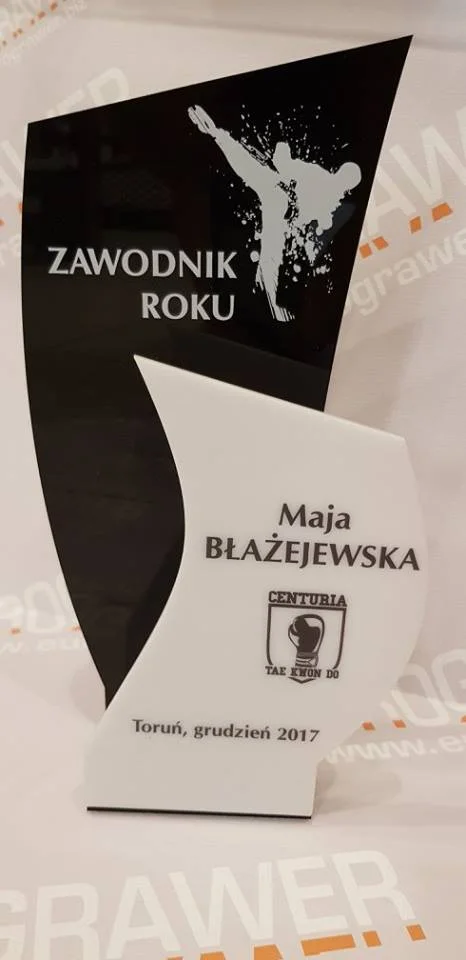 ZAWODNIK
ROKU
Maja
BŁAŻEJEWSKA
CENTURIA
TAE KWON DO
Toruń, grudzień 2017
GRAWER